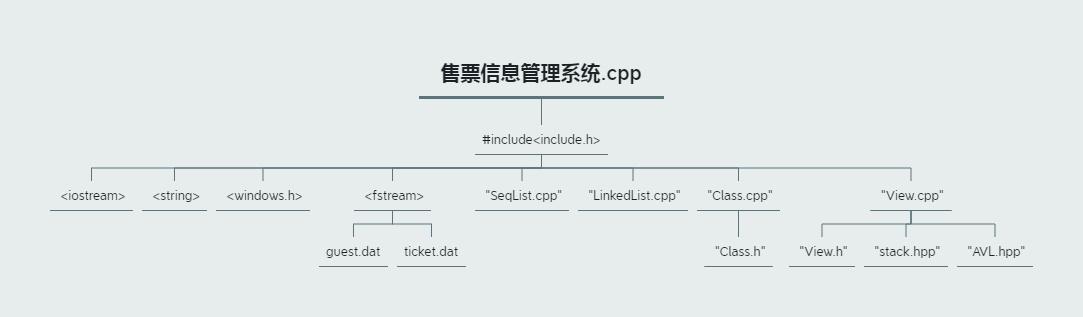 售票信息管理系统.cpp
#include<include.h>
<iostream> <string> <windows.h> <fstream> "SeqList.cpp" "LinkedList.cpp" "Class.cpp" "View.cpp"
guest.dat ticket.dat "Class.h" "View.h" "stack.hpp" "AVL.hpp"